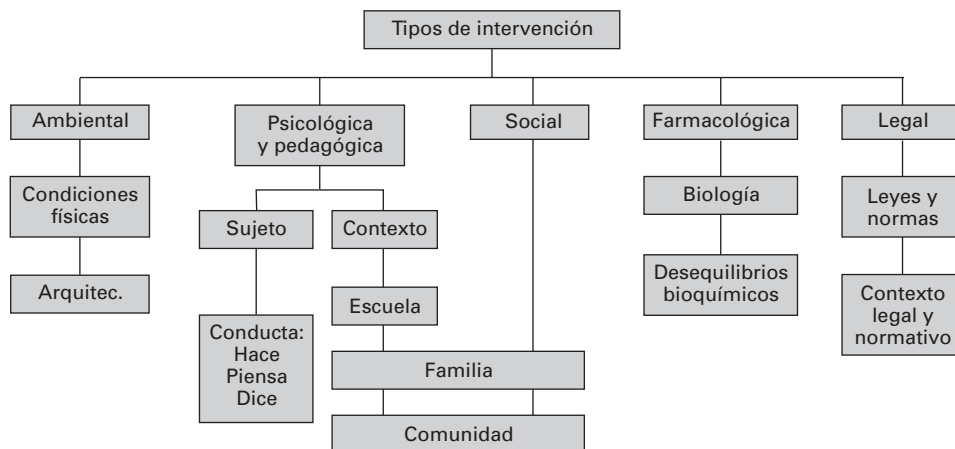 Tipos de intervención
Ambiental
Psicológica
y pedagógica
Social
Farmacológica
Legal
Condiciones
físicas
Sujeto
Contexto
Biología
Leyes y
normas
Arquitec.
Escuela
Desequilibrios
bioquímicos
Contexto
legal y
normativo
Conducta:
Hace
Piensa
Dice
Familia
Comunidad